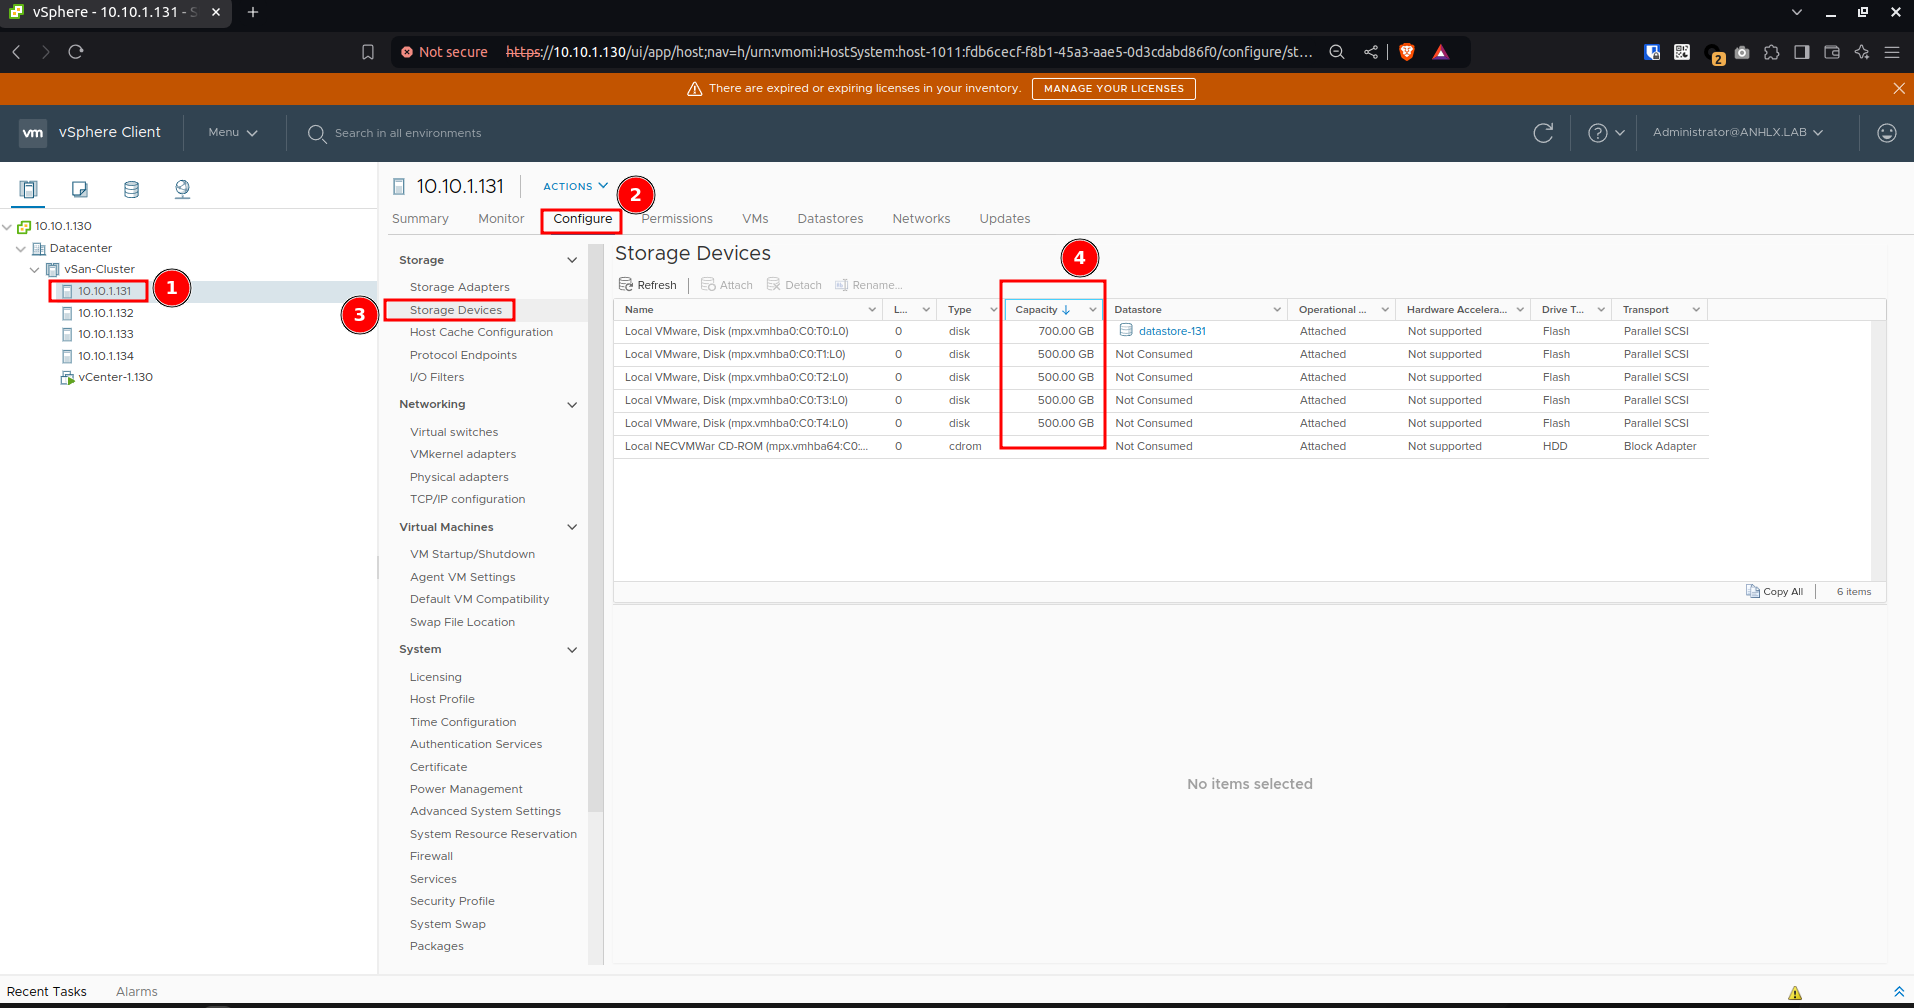 vSphere - 10.10.1.131 - S
Not secure
https://10.10.1.130/ui/app/host;nav=h/urn:vmomi:HostSystem:host-1011:fdb6cecf-f8b1-45a3-aae5-0d3cdabd86f0/configure/st...
2
There are expired or expiring licenses in your inventory.
MANAGE YOUR LICENSES
vm
vSphere Client
Menu
Search in all environments
Administrator@ANHLX.LAB
10.10.1.130
Datacenter
vSan-Cluster
10.10.1.131
1
10.10.1.132
10.10.1.133
10.10.1.134
vCenter-1.130
10.10.1.131
ACTIONS
2
Summary Monitor Configure Permissions VMs Datastores Networks Updates
Storage
Storage Adapters
3
Storage Devices
Host Cache Configuration
Protocol Endpoints
I/O Filters
Networking
Virtual switches
VMkernel adapters
Physical adapters
TCP/IP configuration
Virtual Machines
VM Startup/Shutdown
Agent VM Settings
Default VM Compatibility
Swap File Location
System
Licensing
Host Profile
Time Configuration
Authentication Services
Certificate
Power Management
Advanced System Settings
System Resource Reservation
Firewall
Services
Security Profile
System Swap
Packages
Storage Devices
4
Refresh Attach Detach Rename...
Name L... Type Capacity Datastore Operational ... Hardware Accelera... Drive T... Transport
Local VMware, Disk (mpx.vmhba0:C0:T0:L0) 0 disk 700.00 GB datastore-131 Attached Not supported Flash Parallel SCSI
Local VMware, Disk (mpx.vmhba0:C0:T1:L0) 0 disk 500.00 GB Not Consumed Attached Not supported Flash Parallel SCSI
Local VMware, Disk (mpx.vmhba0:C0:T2:L0) 0 disk 500.00 GB Not Consumed Attached Not supported Flash Parallel SCSI
Local VMware, Disk (mpx.vmhba0:C0:T3:L0) 0 disk 500.00 GB Not Consumed Attached Not supported Flash Parallel SCSI
Local VMware, Disk (mpx.vmhba0:C0:T4:L0) 0 disk 500.00 GB Not Consumed Attached Not supported Flash Parallel SCSI
Local NECVMWar CD-ROM (mpx.vmhba64:C0:... 0 cdrom Not Consumed Attached Not supported HDD Block Adapter
Copy All
6 items
No items selected
Recent Tasks Alarms